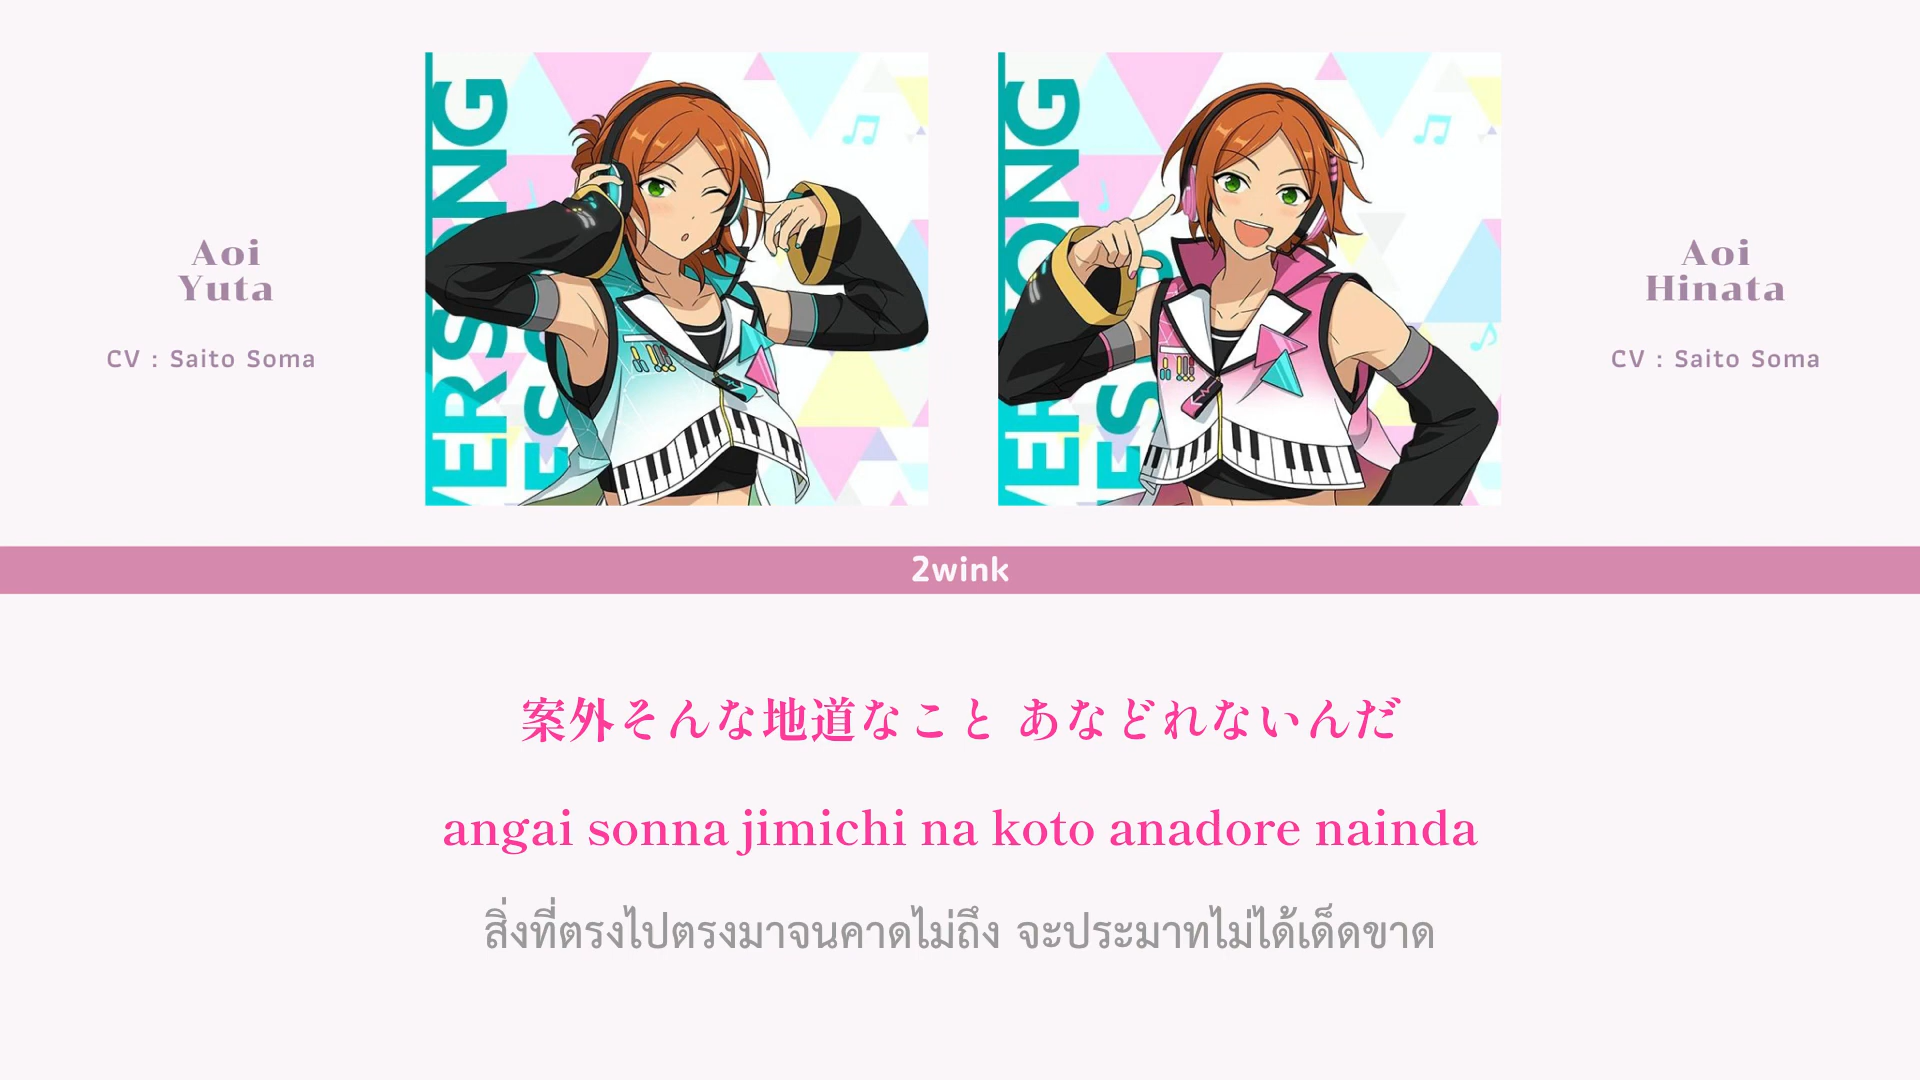 Aoi
Yuta
CV : Saito Soma
Aoi
Hinata
CV : Saito Soma
2wink
案外そんな地道なこと あなどれないんだ
angai sonna jimichi na koto anadore nainda
สิ่งที่ตรงไปตรงมาจนคาดไม่ถึง จะประมาทไม่ได้เด็ดขาด